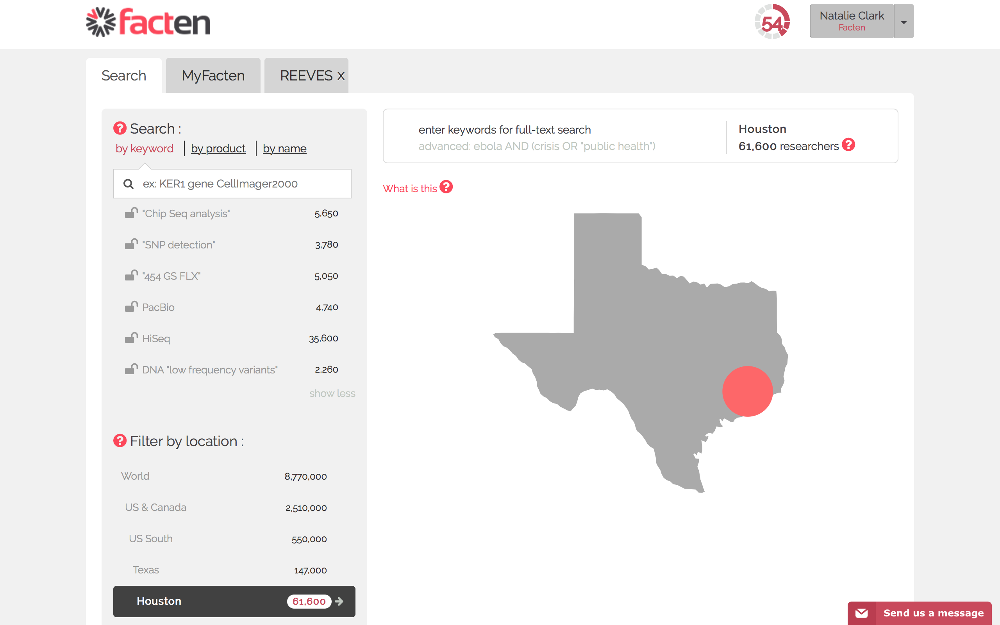 facten
54
Natalie Clark
Facten
Search
MyFacten
REEVES x
? Search :
by keyword | by product | by name
ex: KER1 gene CellImager2000
"Chip Seq analysis" 5,650
"SNP detection" 3,780
"454 GS FLX" 5,050
PacBio 4,740
HiSeq 35,600
DNA "low frequency variants" 2,260
show less
? Filter by location :
World 8,770,000
US & Canada 2,510,000
US South 550,000
Texas 147,000
Houston 61,600
enter keywords for full-text search
advanced: ebola AND (crisis OR "public health")
Houston
61,600 researchers ?
What is this ?
Send us a message